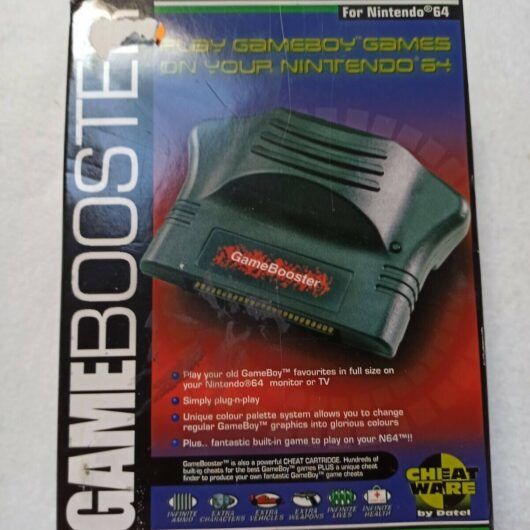 For Nintendo®64
PLAY GAMEBOY™ GAMES
ON YOUR NINTENDO®64
GAMEBOOSTER
GameBooster
Play your old GameBoy™ favourites in full size on
your Nintendo®64 monitor or TV
Simply plug-n-play
Unique colour palette system allows you to change
regular GameBoy™ graphics into glorious colours
Plus.. fantastic built-in game to play on your N64™!!
GameBooster™ is also a powerful CHEAT CARTRIDGE. Hundreds of
built-in cheats for the best GameBoy™ games PLUS a unique cheat
finder to produce your own fantastic GameBoy™ game cheats
CHEAT
WARE
by Datel
INFINITE
AMMO
EXTRA
CHARACTERS
EXTRA
VEHICLES
EXTRA
WEAPONS
INFINITE
LIVES
INFINITE
HEALTH